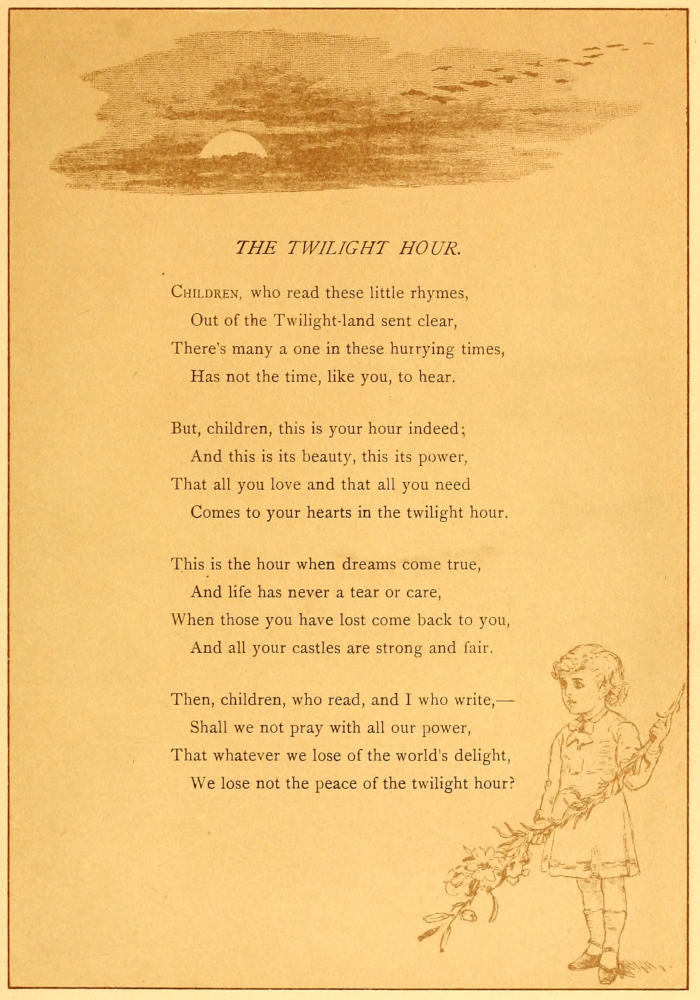 THE TWILIGHT HOUR.
CHILDREN, who read these little rhymes,
Out of the Twilight-land sent clear,
There's many a one in these hurrying times,
Has not the time, like you, to hear.
But, children, this is your hour indeed;
And this is its beauty, this its power,
That all you love and that all you need
Comes to your hearts in the twilight hour.
This is the hour when dreams come true,
And life has never a tear or care,
When those you have lost come back to you,
And all your castles are strong and fair.
Then, children, who read, and I who write,—
Shall we not pray with all our power,
That whatever we lose of the world's delight,
We lose not the peace of the twilight hour?